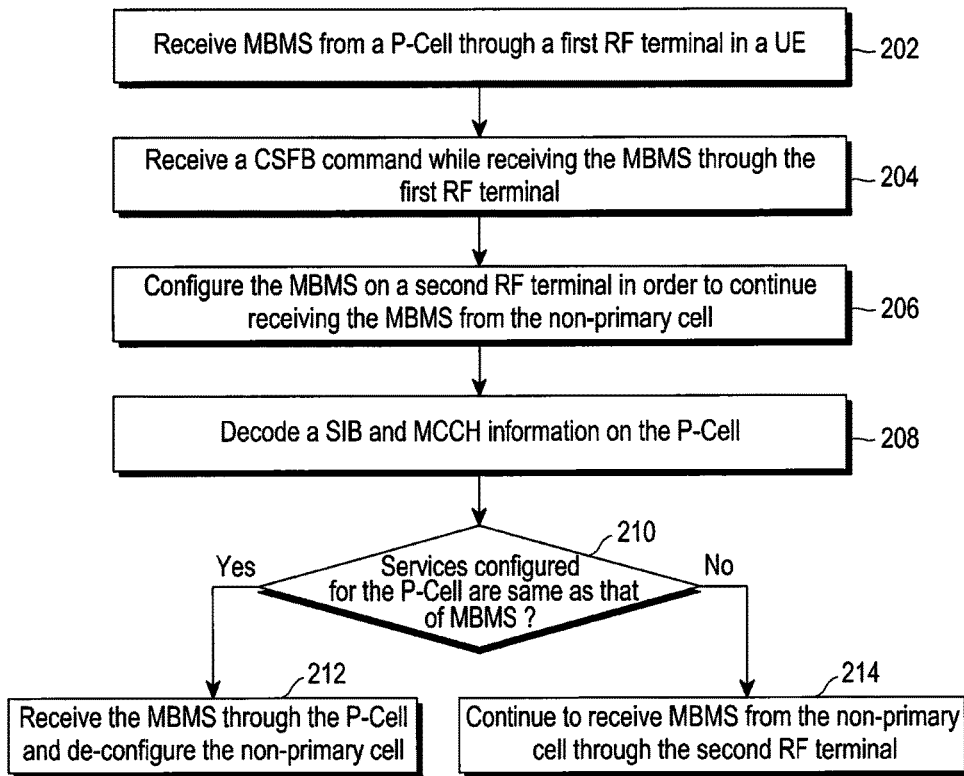 Receive MBMS from a P-Cell through a first RF terminal in a UE
202
Receive a CSFB command while receiving the MBMS through the
first RF terminal
204
Configure the MBMS on a second RF terminal in order to continue
receiving the MBMS from the non-primary cell
206
Decode a SIB and MCCH information on the P-Cell
208
210
Yes
No
Services configured
for the P-Cell are same as that
of MBMS ?
212
Receive the MBMS through the P-Cell
and de-configure the non-primary cell
214
Continue to receive MBMS from the non-primary
cell through the second RF terminal